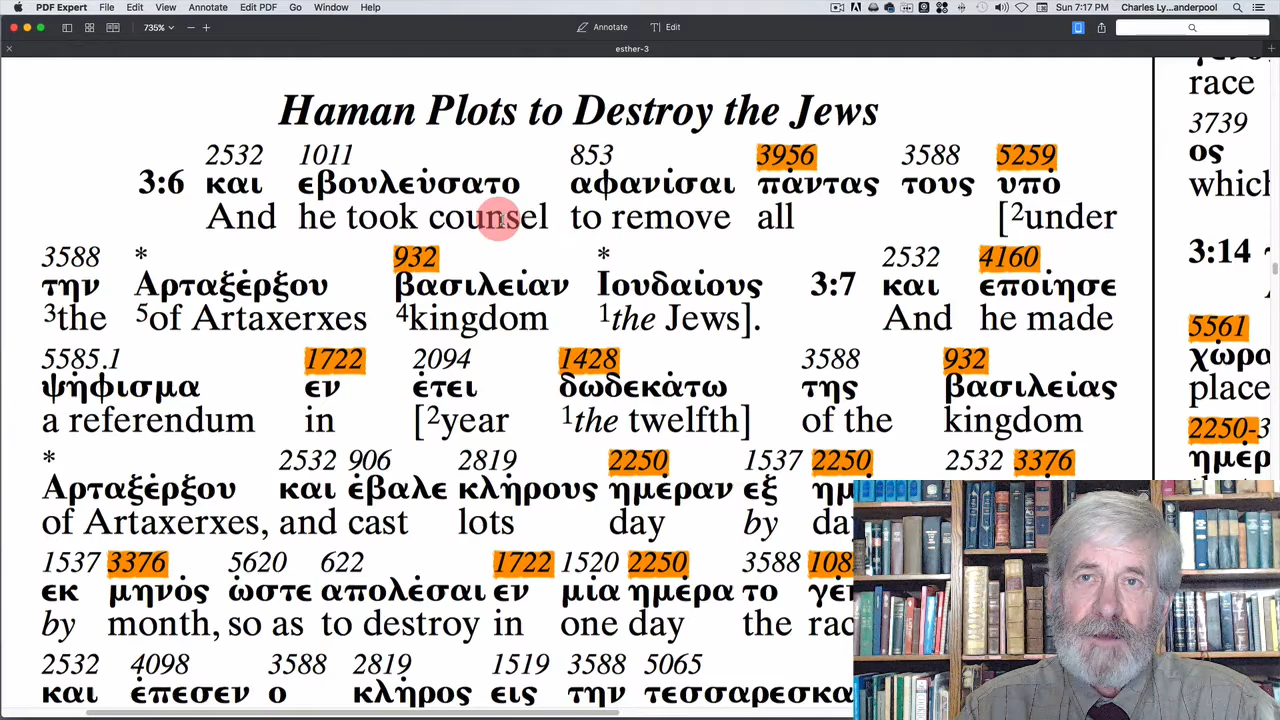 PDF Expert File Edit View Annotate Edit PDF Go Window Help Sun 7:17 PM Charles Ly...anderpool
735% Annotate Edit
esther-3
Haman Plots to Destroy the Jews
2532 1011 853 3956 3588 5259
3:6 και εβουλεύσατο αφανίσαι πάντας τους υπό
And he took counsel to remove all [²under
3588 * 932 * 2532 4160
την Αρταξέρξου βασιλείαν Ιουδαίους 3:7 και εποίησε
³the ⁵of Artaxerxes ⁴kingdom ¹the Jews]. And he made
5585.1 1722 2094 1428 3588 932
ψήφισμα εν έτει δωδεκάτω της βασιλείας
a referendum in [²year ¹the twelfth] of the kingdom
* 2532 906 2819 2250 1537 2250 2532 3376
Αρταξέρξου και έβαλε κλήρους ημέραν εξ
of Artaxerxes, and cast lots day by
1537 3376 5620 622 1722 1520 2250 3588
εκ μηνός ώστε απολέσαι εν μία ημέρα το
by month, so as to destroy in one day the
2532 4098 3588 2819 1519 3588 5065
και έπεσεν ο κλήρος εις την
race
3739
ος
3:14
5561
place